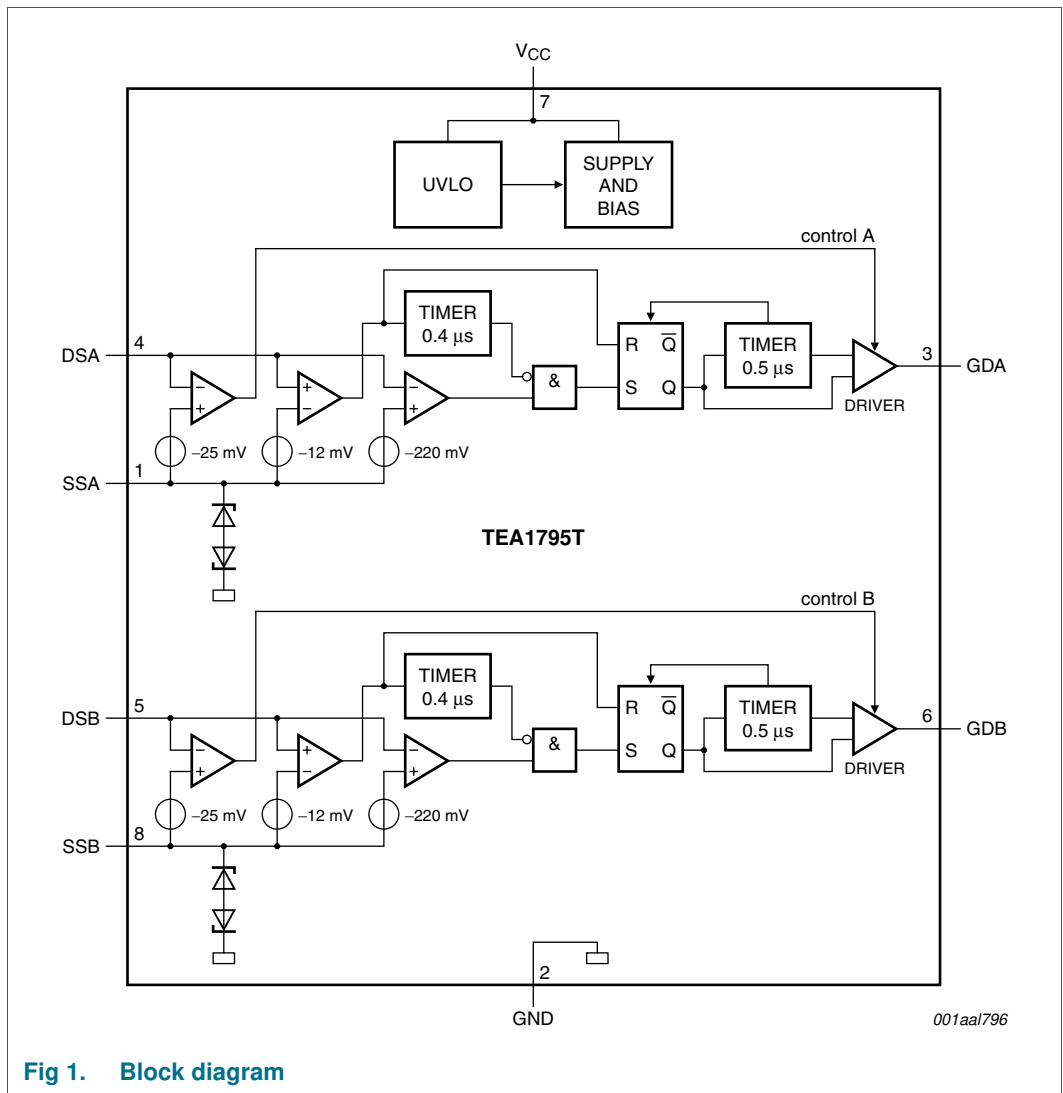 VCC
7
UVLO
SUPPLY
AND
BIAS
control A
TIMER
0.4 μs
DSA
4
R Q
S Q
TIMER
0.5 μs
3
GDA
&
DRIVER
− + + − − +
−25 mV
−12 mV
−220 mV
SSA
1
TEA1795T
control B
TIMER
0.4 μs
DSB
5
R Q
S Q
TIMER
0.5 μs
6
GDB
&
DRIVER
− + + − − +
−25 mV
−12 mV
−220 mV
SSB
8
2
GND
001aal796
Fig 1. Block diagram